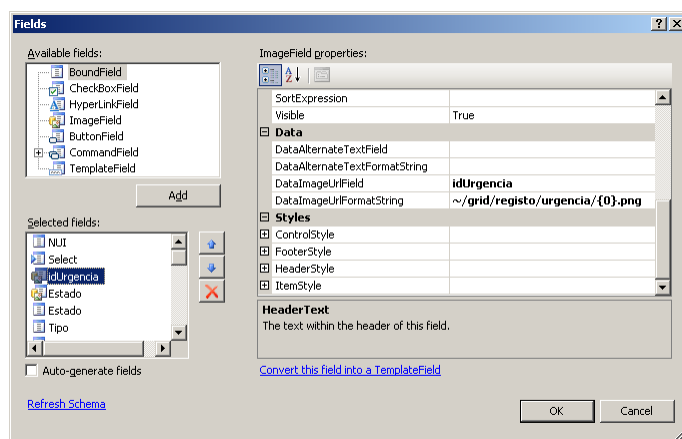 Fields
Available fields:
BoundField
CheckBoxField
HyperLinkField
ImageField
ButtonField
CommandField
TemplateField
Add
Selected fields:
NUI
Select
idUrgencia
Estado
Estado
Tipo
Auto-generate fields
Refresh Schema
ImageField properties:
SortExpression
Visible True
Data
DataAlternateTextField
DataAlternateTextFormatString
DataImageUrlField idUrgencia
DataImageUrlFormatString ~/grid/registo/urgencia/{0}.png
Styles
ControlStyle
FooterStyle
HeaderStyle
ItemStyle
HeaderText
The text within the header of this field.
Convert this field into a TemplateField
OK Cancel